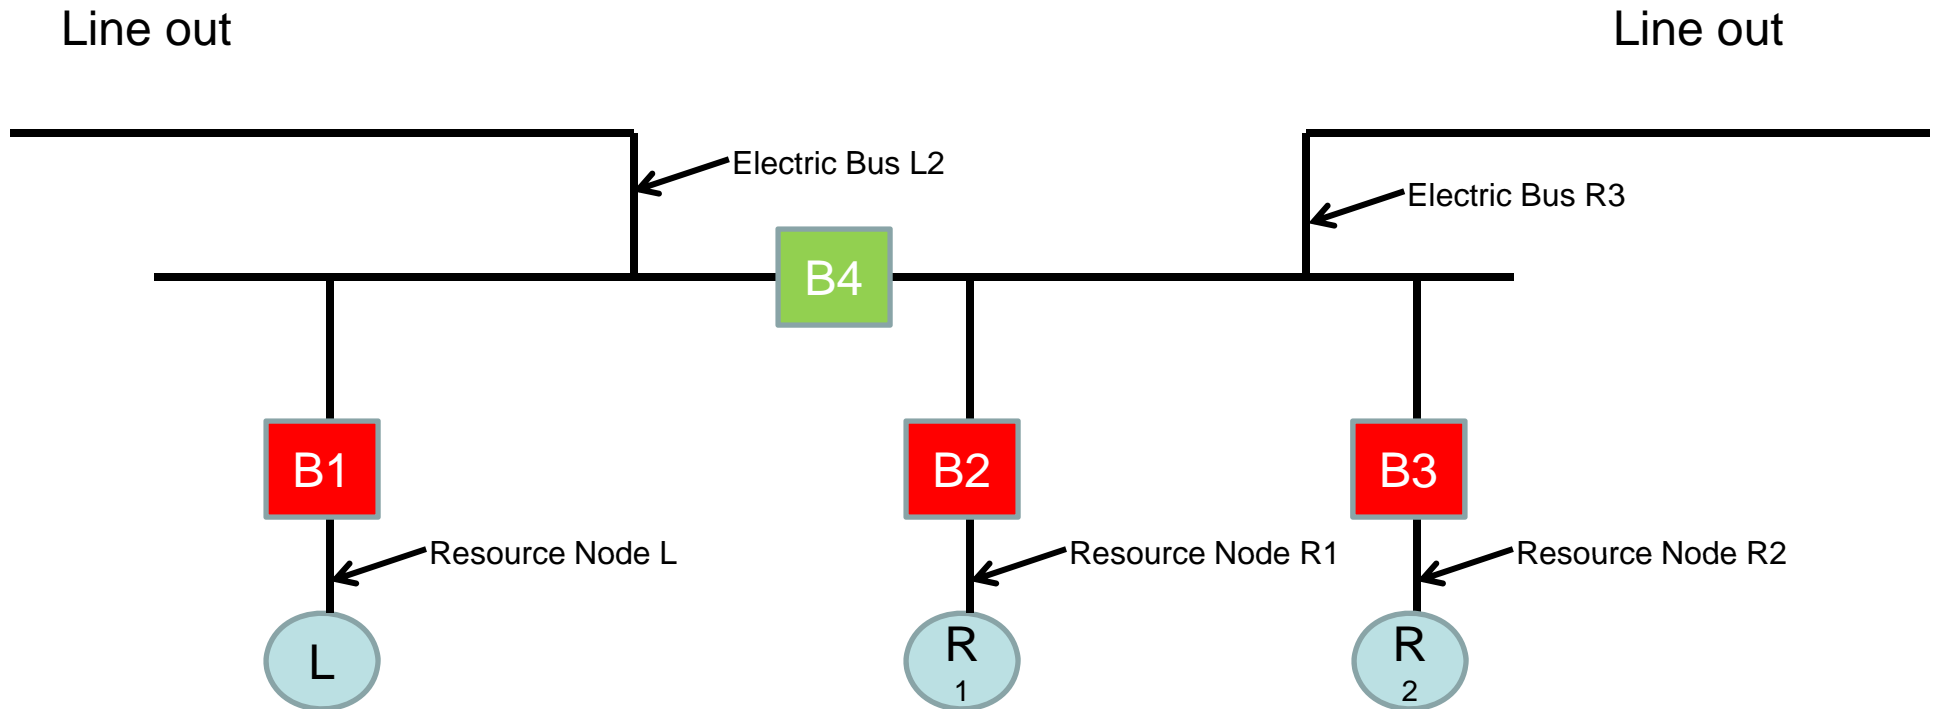 Line out
Line out
Electric Bus L2
Electric Bus R3
B4
B1
B2
B3
Resource Node L
Resource Node R1
Resource Node R2
L
R
1
R
2